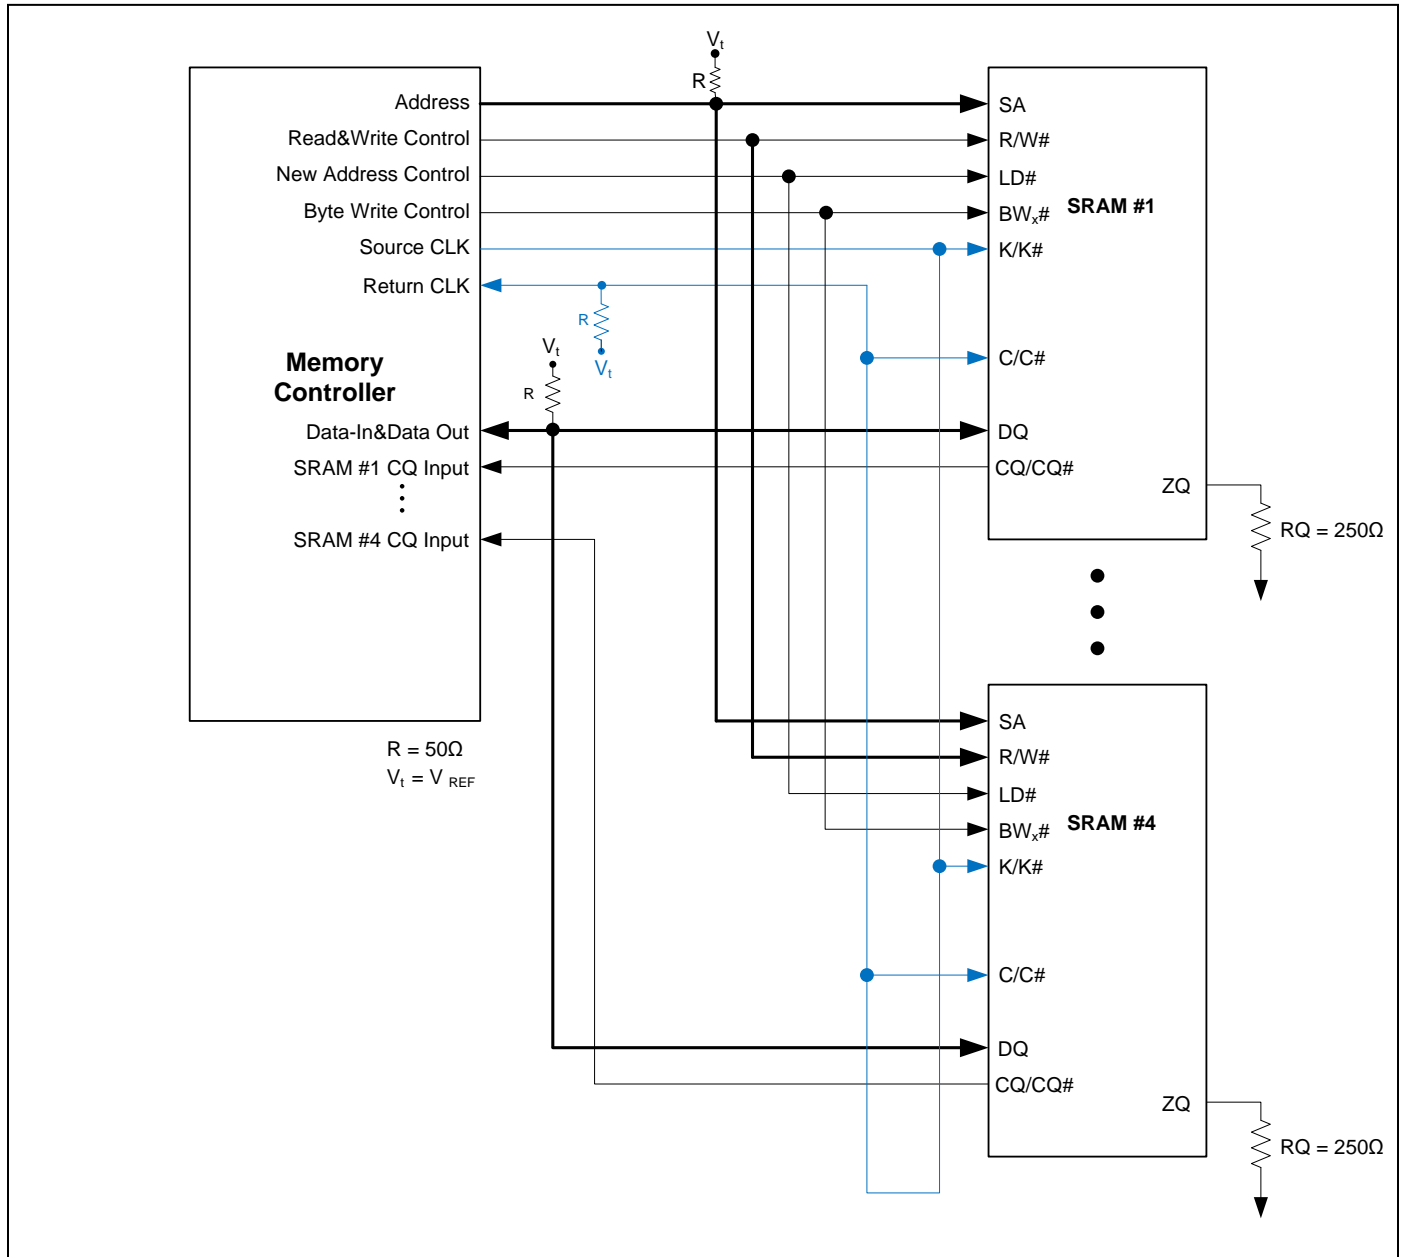 Vt
R
Address
Read&Write Control
New Address Control
Byte Write Control
Source CLK
Return CLK
Memory
Controller
Data-In&Data Out
SRAM #1 CQ Input
SRAM #4 CQ Input
R
Vt
Vt
R
R = 50Ω
Vt = V REF
SA
R/W#
LD#
BWx#
SRAM #1
K/K#
C/C#
DQ
CQ/CQ#
ZQ
RQ = 250Ω
SA
R/W#
LD#
BWx#
SRAM #4
K/K#
C/C#
DQ
CQ/CQ#
ZQ
RQ = 250Ω